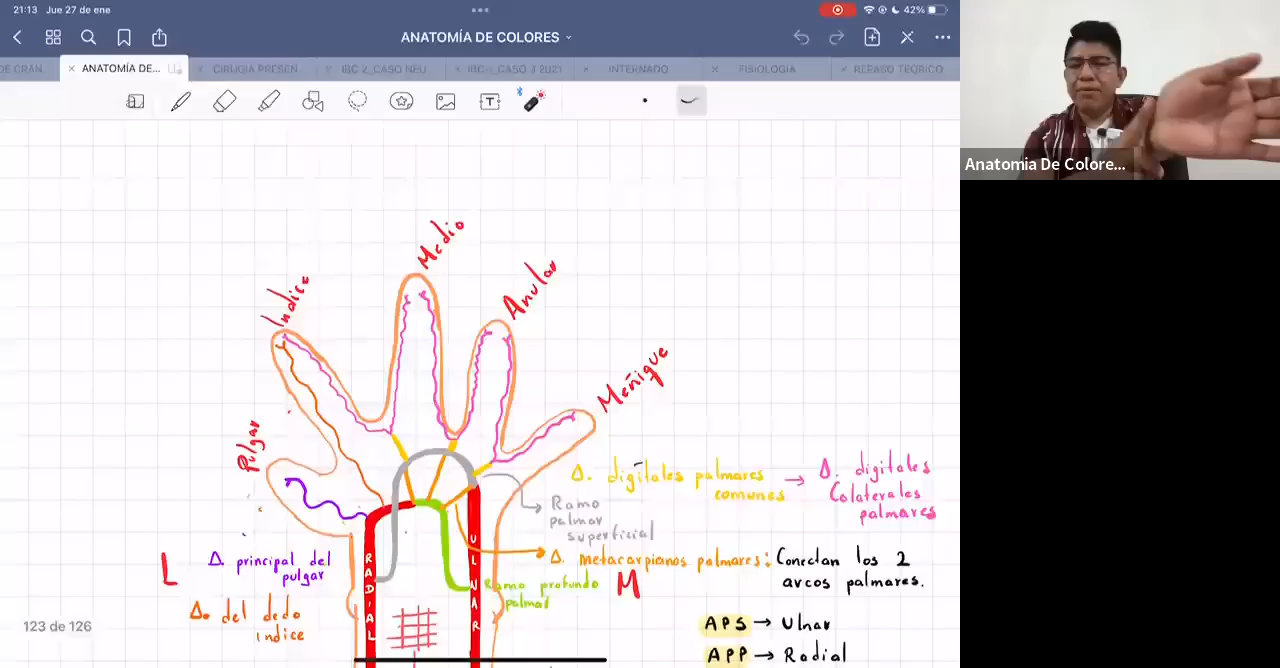 21:13 Jue 27 de ene
42%
ANATOMÍA DE COLORES
DE CRAN
ANATOMÍA DE...
CIRUGIA PRESEN
IBC 2_CASO NEU
IBC-I_CASO 3 2021
INTERNADO
FISIOLOGIA
REPASO TEORICO
Anatomia De Colore...
Medio
Indice
Anular
Meñique
Pulgar
A. digitales palmares
comunes
→ A. digitales
Colaterales
palmares
Ramo
palmar
superficial
A. metacarpianos palmares: Conectan los 2
arcos palmares.
A. principal del
pulgar
L
M
Ramo profundo
palmar
A. del dedo
indice
RADIAL
ULNAR
123 de 126
APS → Ulnar
APP → Radial